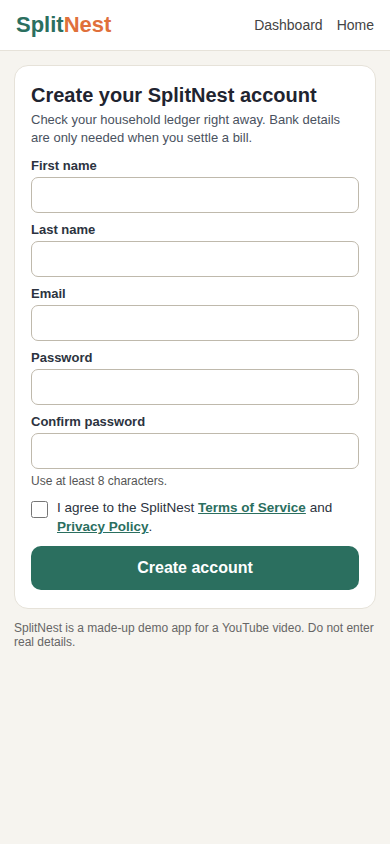 SplitNest
Dashboard Home
Create your SplitNest account
Check your household ledger right away. Bank details
are only needed when you settle a bill.
First name
Last name
Email
Password
Confirm password
Use at least 8 characters.
I agree to the SplitNest Terms of Service and
Privacy Policy.
Create account
SplitNest is a made-up demo app for a YouTube video. Do not enter
real details.